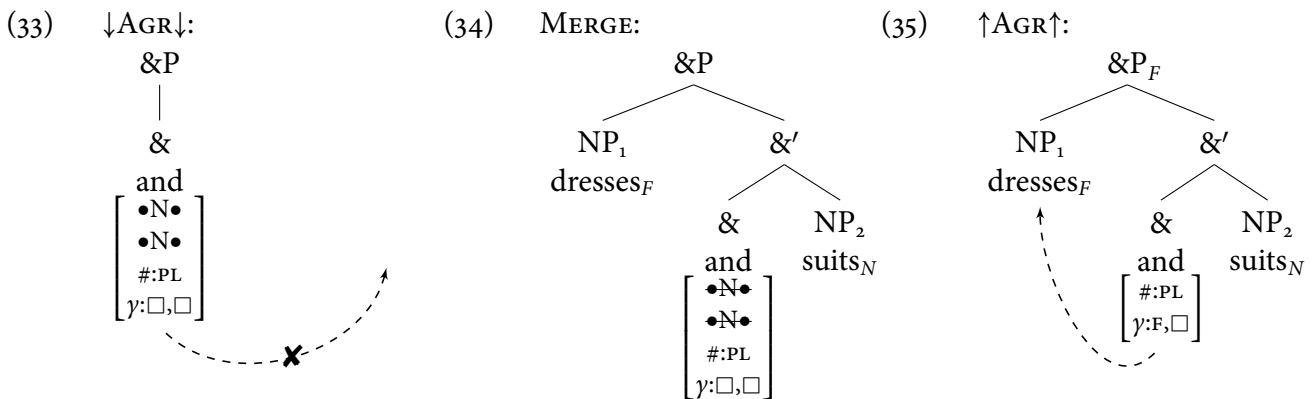 (33) ↓AGR↓: (34) MERGE: (35) ↑AGR↑:
&P &P &P_F
& NP₁ &′ NP₁ &′
and dresses_F dresses_F
•N• & NP₂ & NP₂
•N• and suits_N and suits_N
#:PL •N• #:PL
γ:□,□ •N• γ:F,□
✘ #:PL
γ:□,□